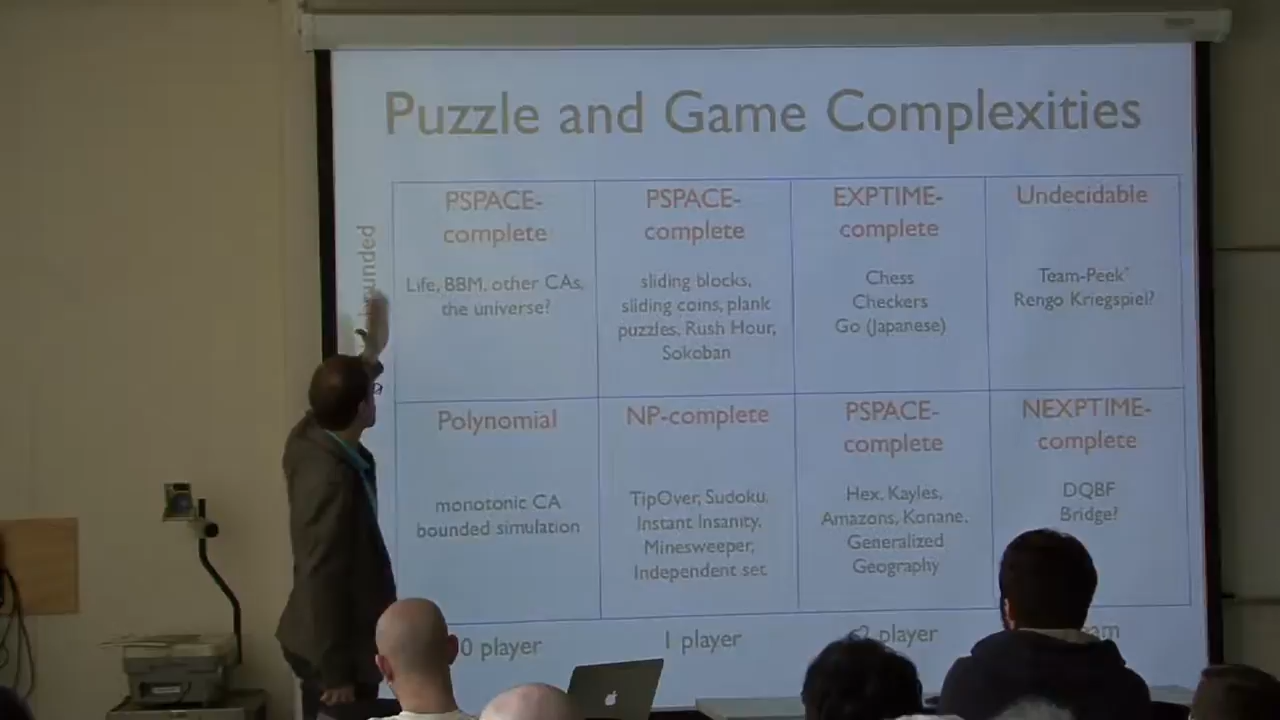 Puzzle and Game Complexities
PSPACE-
complete
Life, BBM, other CAs,
the universe?
PSPACE-
complete
sliding blocks,
sliding coins, plank
puzzles, Rush Hour,
Sokoban
EXPTIME-
complete
Chess
Checkers
Go (Japanese)
Undecidable
Team-Peek*
Rengo Kriegspiel?
Polynomial
monotonic CA
bounded simulation
NP-complete
TipOver, Sudoku,
Instant Insanity,
Minesweeper,
Independent set
PSPACE-
complete
Hex, Kayles,
Amazons, Konane,
Generalized
Geography
NEXPTIME-
complete
DQBF
Bridge?
0 player
1 player
2 player